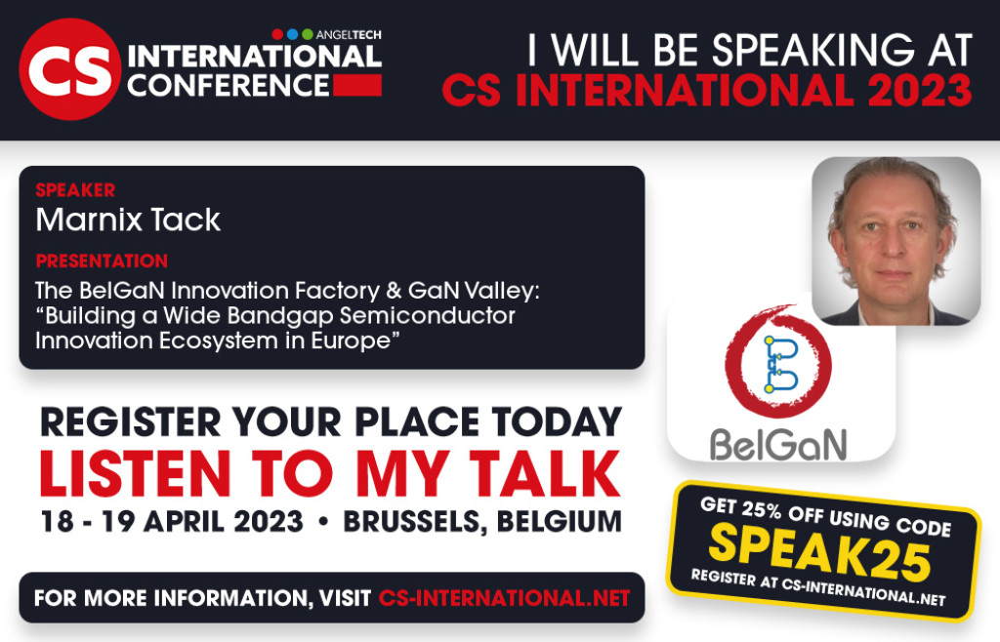 CS INTERNATIONAL CONFERENCE
ANGELTECH
I WILL BE SPEAKING AT
CS INTERNATIONAL 2023
SPEAKER
Marnix Tack
PRESENTATION
The BelGaN Innovation Factory & GaN Valley:
“Building a Wide Bandgap Semiconductor
Innovation Ecosystem in Europe”
BelGaN
REGISTER YOUR PLACE TODAY
LISTEN TO MY TALK
18 - 19 APRIL 2023 • BRUSSELS, BELGIUM
GET 25% OFF USING CODE
SPEAK25
REGISTER AT CS-INTERNATIONAL.NET
FOR MORE INFORMATION, VISIT CS-INTERNATIONAL.NET